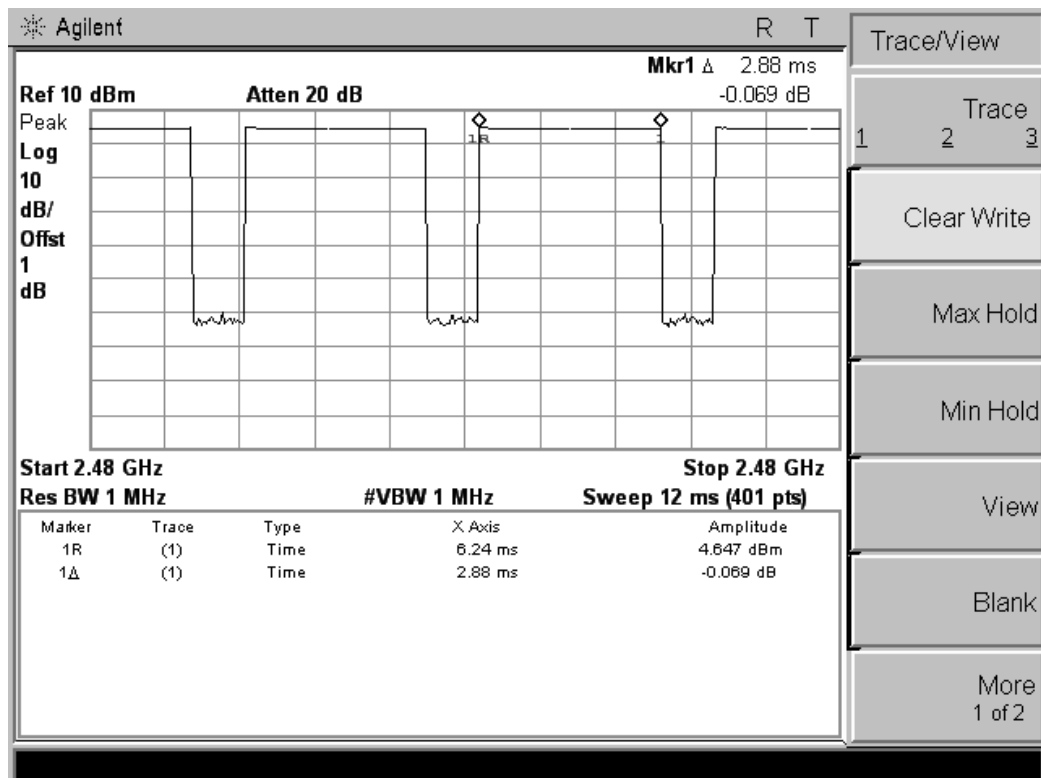 Agilent R T
Mkr1 Δ 2.88 ms
Ref 10 dBm Atten 20 dB -0.069 dB
Peak
Log
10
dB/
Offst
1
dB
1R 1
Start 2.48 GHz Stop 2.48 GHz
Res BW 1 MHz #VBW 1 MHz Sweep 12 ms (401 pts)
Marker Trace Type X Axis Amplitude
1R (1) Time 6.24 ms 4.647 dBm
1Δ (1) Time 2.88 ms -0.069 dB
Trace/View
Trace
1 2 3
Clear Write
Max Hold
Min Hold
View
Blank
More
1 of 2